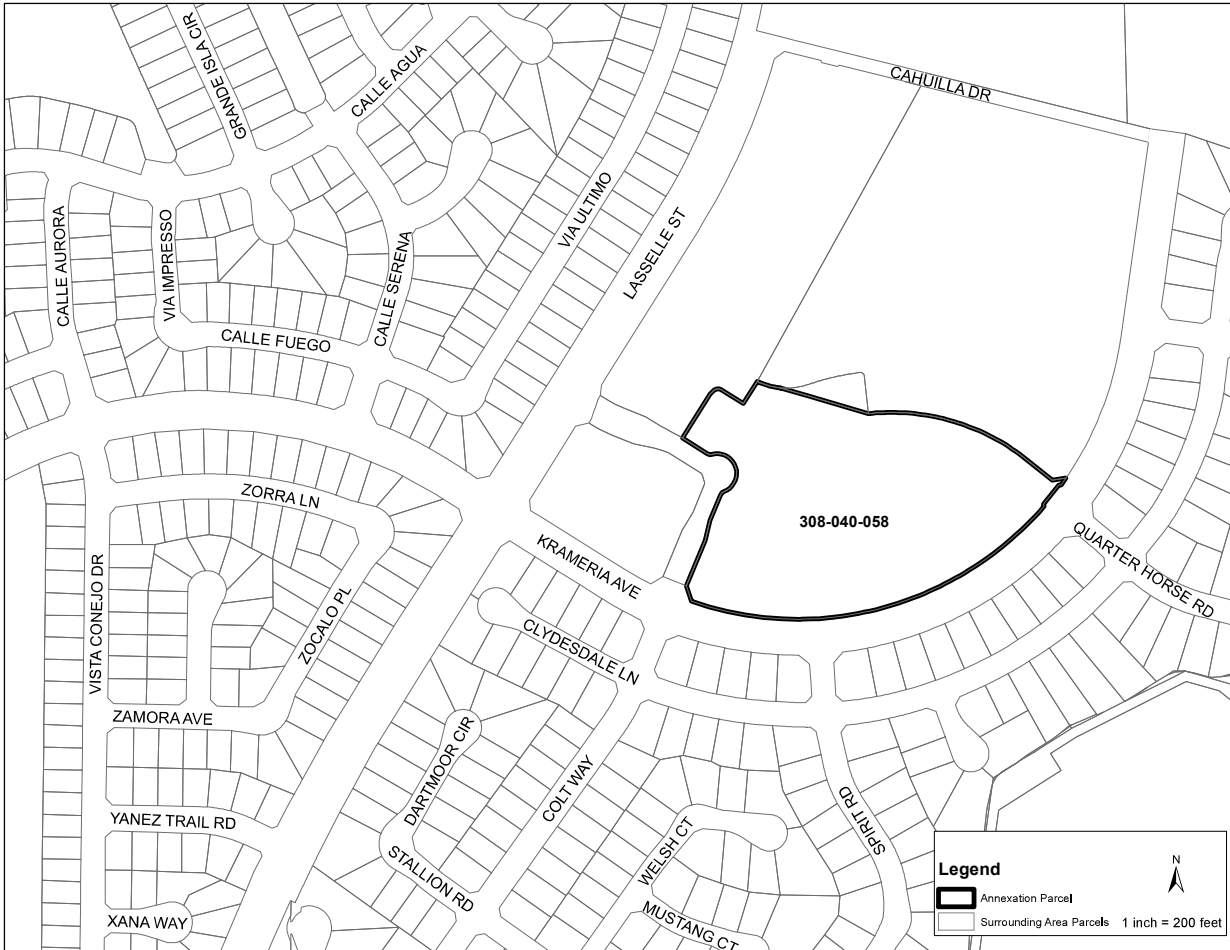 GRANDE ISLA CIR
CALLE AGUA
CAHUILLA DR
VIA ULTIMO
LASSELLE ST
CALLE AURORA
VIA IMPRESSO
CALLE SERENA
CALLE FUEGO
ZORRA LN
308-040-058
KRAMERIA AVE
QUARTER HORSE RD
VISTA CONEJO DR
ZOCALO PL
CLYDESDALE LN
ZAMORA AVE
DARTMOOR CIR
COLT WAY
YANEZ TRAIL RD
SPIRIT RD
WELSH CT
STALLION RD
XANA WAY
MUSTANG CT
Legend
N
Annexation Parcel
Surrounding Area Parcels
1 inch = 200 feet